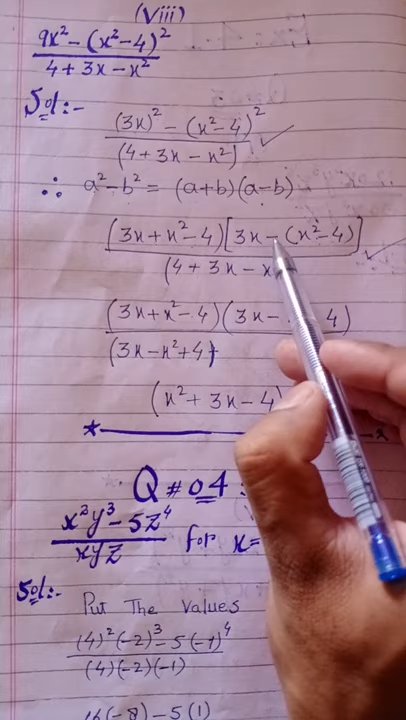 (viii)
9x² – (x²–4)²
4+3x–x²
Sol:-
(3x)² – (x²–4)²
(4+3x–x²)
∴ a²–b² = (a+b)(a–b)
(3x+x²–4)[3x–(x²–4)]
(4+3x–x
(3x+x²–4)(3x– 4)
(3x–x²+4)
(x²+3x–4)
Q # 04 :
x²y³–5z⁴
xyz
for x=
Sol:-
Put The Values
(4)²(–2)³–5(–1)⁴
(4)(–2)(–1)
16(–8)–5(1)